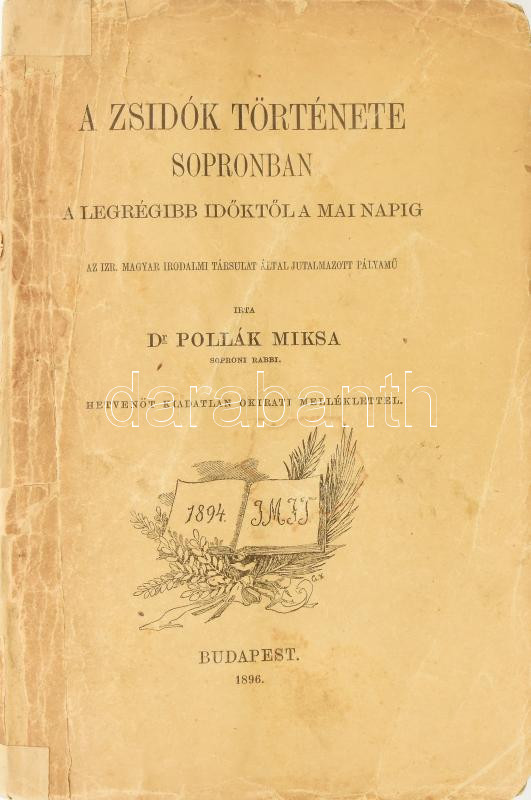 A ZSIDÓK TÖRTÉNETE
SOPRONBAN
A LEGRÉGIBB IDŐKTŐL A MAI NAPIG
AZ IZR. MAGYAR IRODALMI TÁRSULAT ÁLTAL JUTALMAZOTT PÁLYAMŰ
IRTA
Dr POLLÁK MIKSA
SOPRONI RABBI.
HETVENÖT KIADATLAN OKIRATI MELLÉKLETTEL.
darabanth
1894. IMIT
BUDAPEST.
1896.